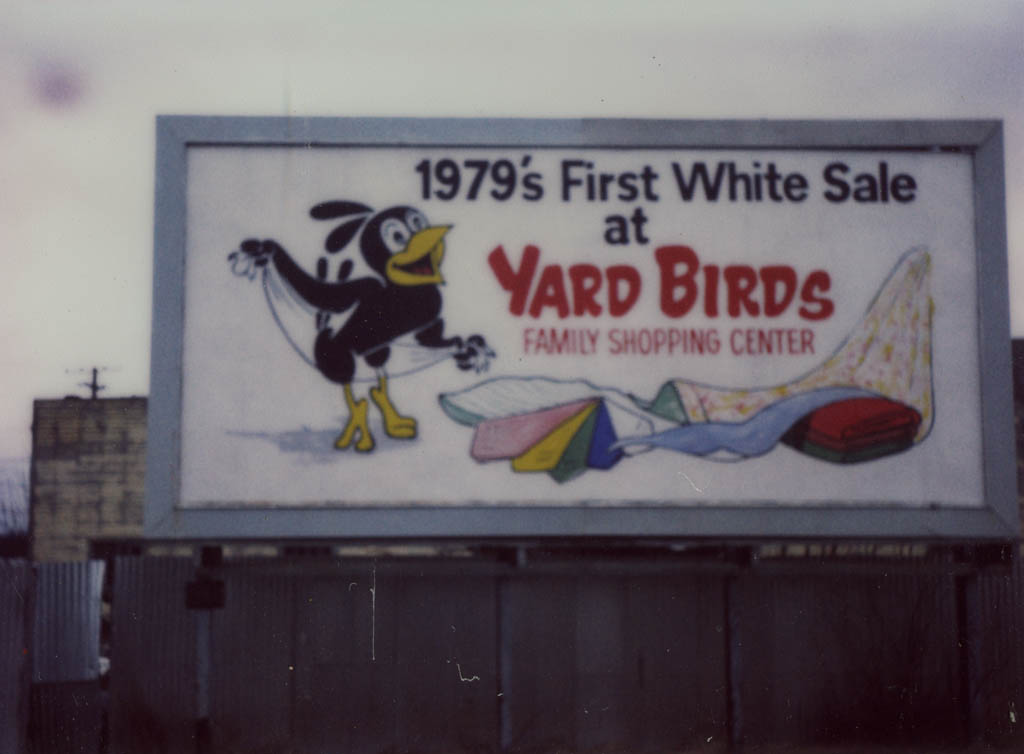 1979's First White Sale
at
YARD BIRDS
FAMILY SHOPPING CENTER